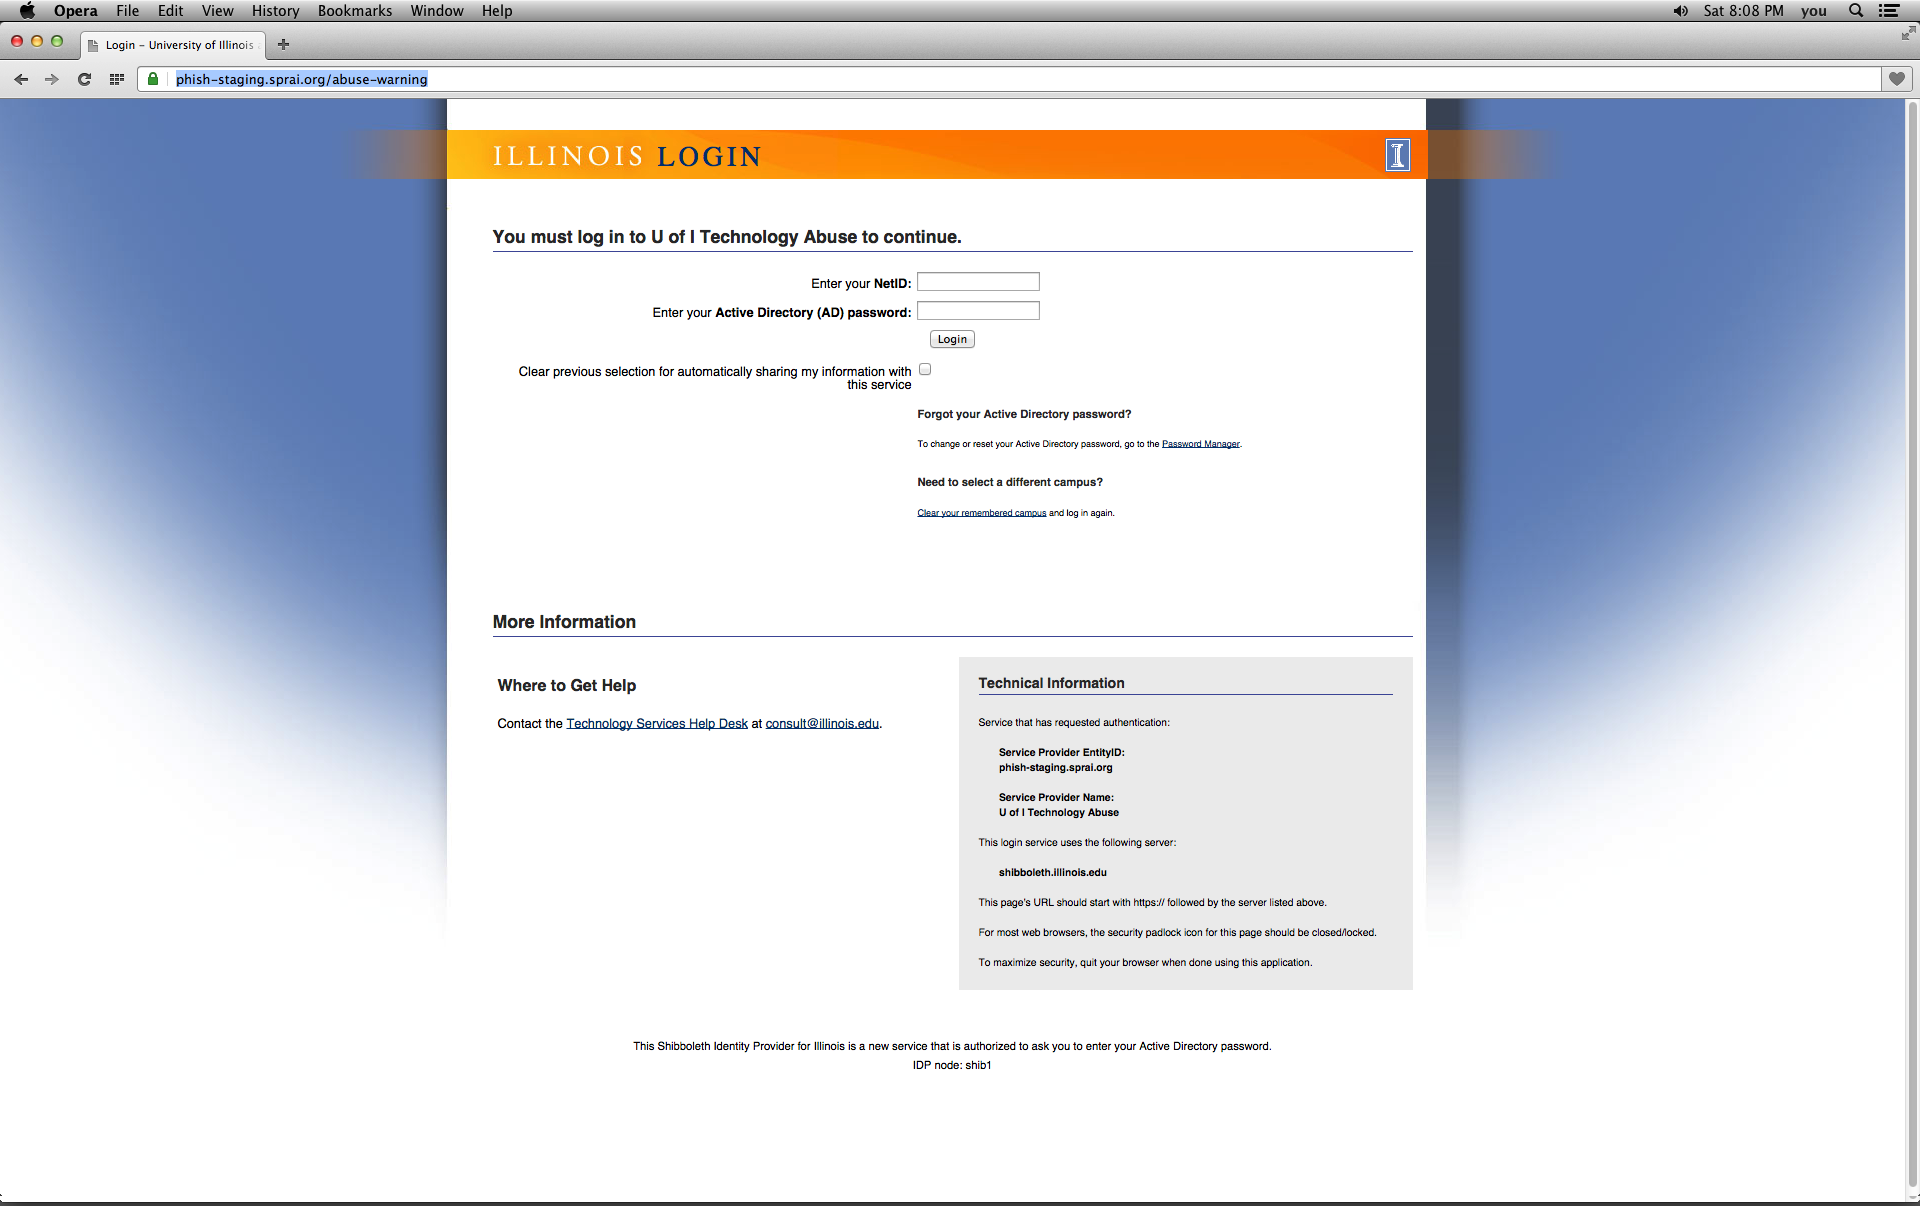 Opera File Edit View History Bookmarks Window Help Sat 8:08 PM you
Login – University of Illinois
phish-staging.sprai.org/abuse-warning
ILLINOIS LOGIN I
You must log in to U of I Technology Abuse to continue.
Enter your NetID:
Enter your Active Directory (AD) password:
Login
Clear previous selection for automatically sharing my information with
this service
Forgot your Active Directory password?
To change or reset your Active Directory password, go to the Password Manager.
Need to select a different campus?
Clear your remembered campus and log in again.
More Information
Where to Get Help
Contact the Technology Services Help Desk at consult@illinois.edu.
Technical Information
Service that has requested authentication:
Service Provider EntityID:
phish-staging.sprai.org
Service Provider Name:
U of I Technology Abuse
This login service uses the following server:
shibboleth.illinois.edu
This page's URL should start with https:// followed by the server listed above.
For most web browsers, the security padlock icon for this page should be closed/locked.
To maximize security, quit your browser when done using this application.
This Shibboleth Identity Provider for Illinois is a new service that is authorized to ask you to enter your Active Directory password.
IDP node: shib1